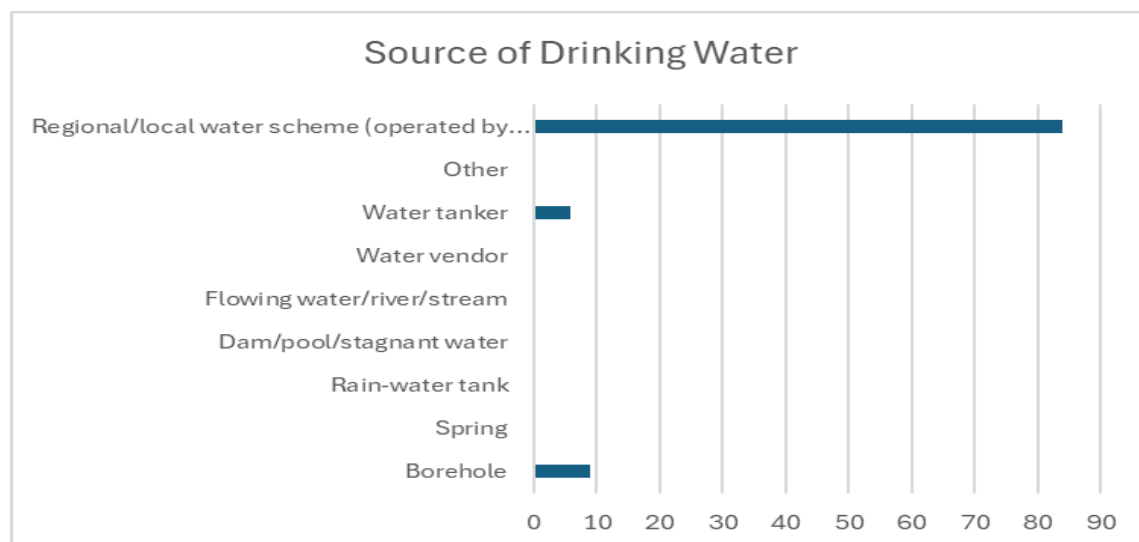 Source of Drinking Water
Regional/local water scheme (operated by...
Other
Water tanker
Water vendor
Flowing water/river/stream
Dam/pool/stagnant water
Rain-water tank
Spring
Borehole
0 10 20 30 40 50 60 70 80 90